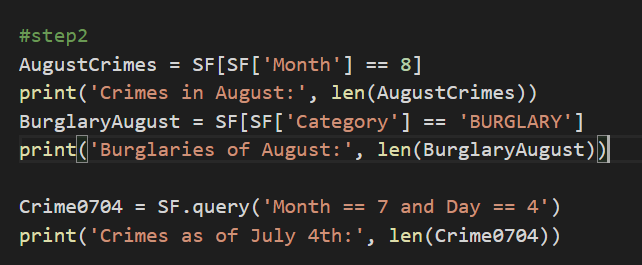 #step2
AugustCrimes = SF[SF['Month'] == 8]
print('Crimes in August:', len(AugustCrimes))
BurglaryAugust = SF[SF['Category'] == 'BURGLARY']
print('Burglaries of August:', len(BurglaryAugust))
Crime0704 = SF.query('Month == 7 and Day == 4')
print('Crimes as of July 4th:', len(Crime0704))